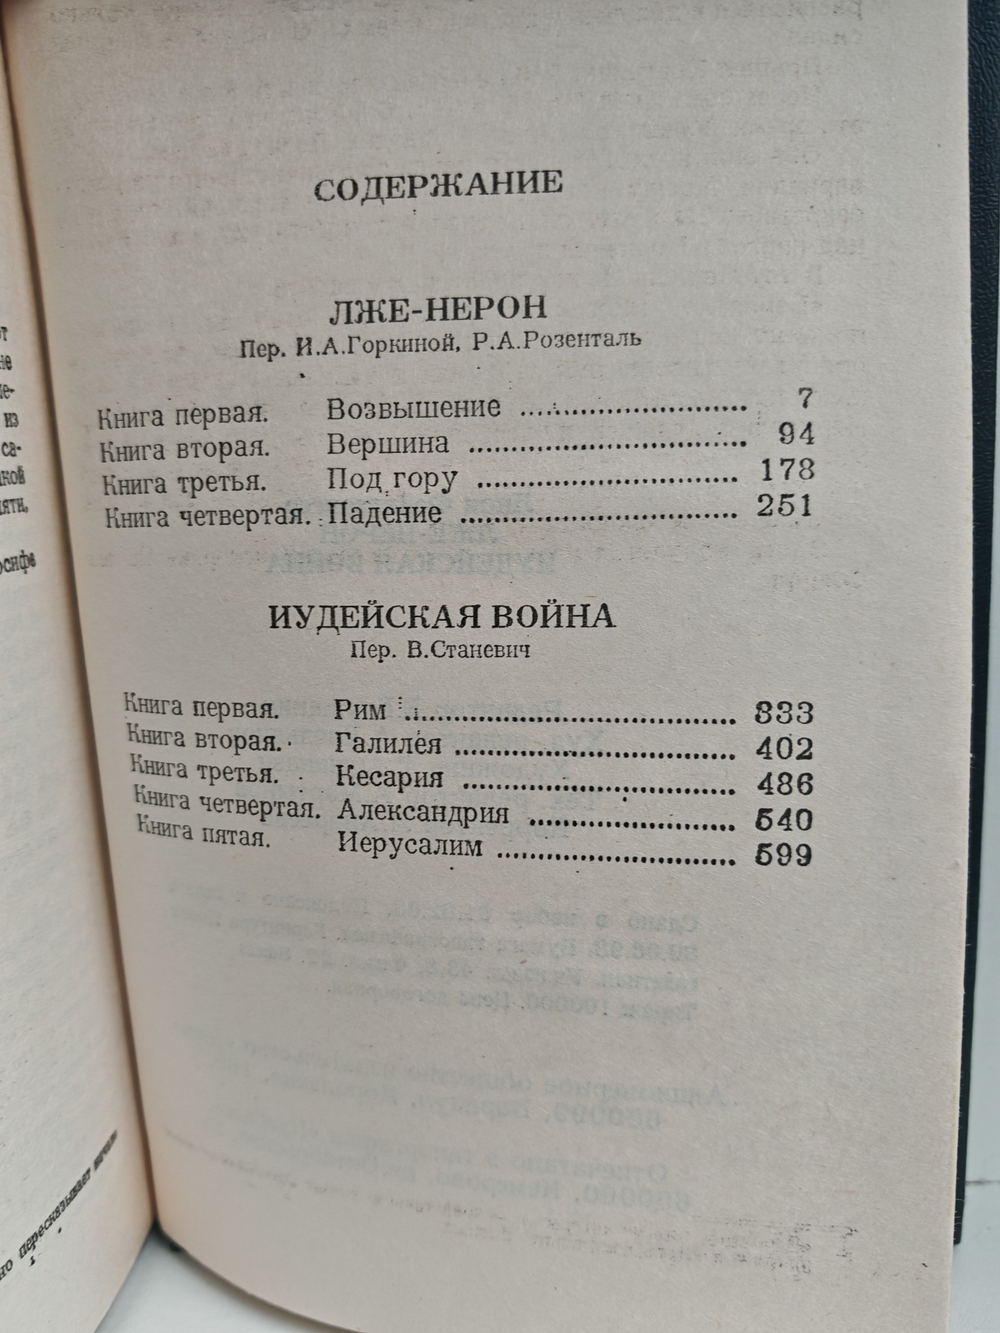 СОДЕРЖАНИЕ
ЛЖЕ-НЕРОН
Пер. И.А.Горкиной, Р.А.Розенталь
Книга первая. Возвышение ........................ 7
Книга вторая. Вершина ............................ 94
Книга третья. Под гору ........................... 178
Книга четвертая. Падение ............................ 251
ИУДЕЙСКАЯ ВОЙНА
Пер. В.Станевич
Книга первая. Рим ................................. 333
Книга вторая. Галилея ............................ 402
Книга третья. Кесария ............................ 486
Книга четвертая. Александрия ..................... 540
Книга пятая. Иерусалим ........................ 599
пересказывает начало